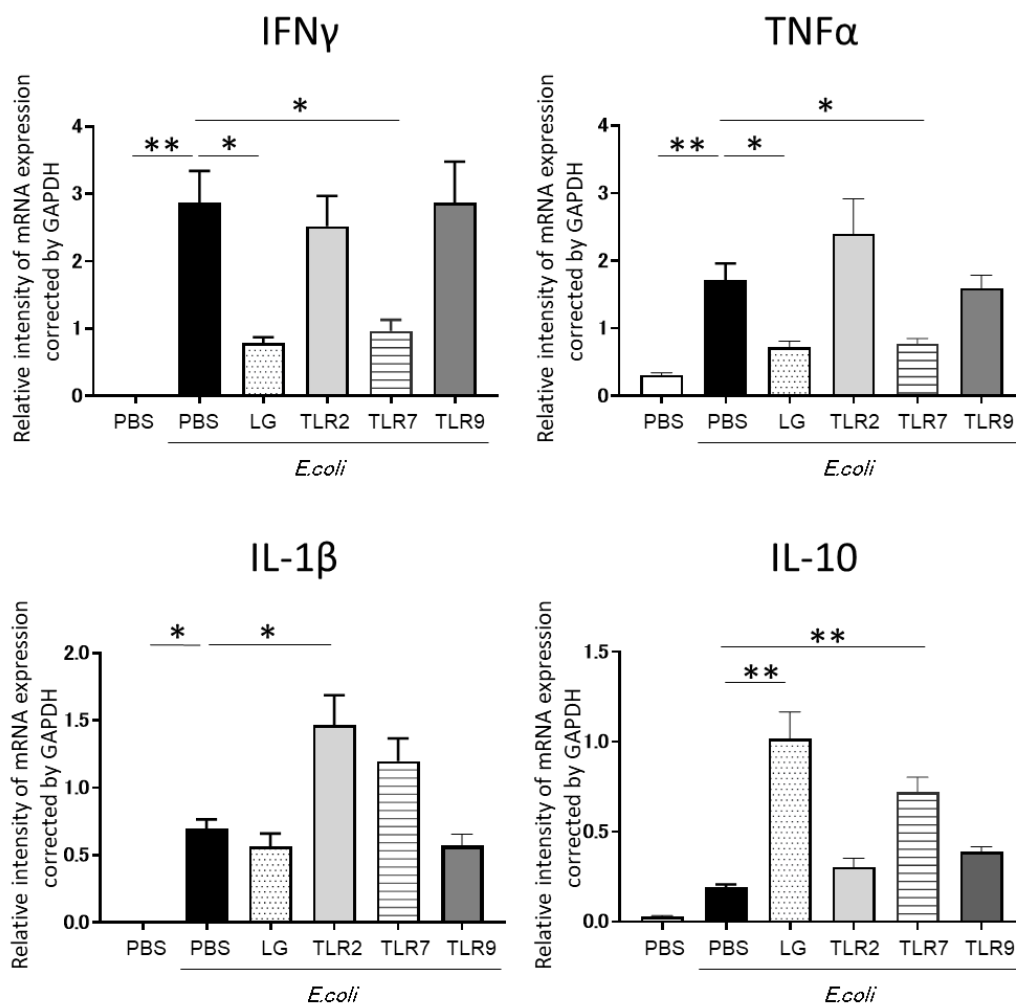 IFNγ
Relative intensity of mRNA expression
corrected by GAPDH
4
3
2
1
0
**
*
*
PBS PBS LG TLR2 TLR7 TLR9
E.coli
TNFα
Relative intensity of mRNA expression
corrected by GAPDH
4
3
2
1
0
**
*
*
PBS PBS LG TLR2 TLR7 TLR9
E.coli
IL-1β
Relative intensity of mRNA expression
corrected by GAPDH
2.0
1.5
1.0
0.5
0.0
*
*
PBS PBS LG TLR2 TLR7 TLR9
E.coli
IL-10
Relative intensity of mRNA expression
corrected by GAPDH
1.5
1.0
0.5
0.0
**
**
PBS PBS LG TLR2 TLR7 TLR9
E.coli